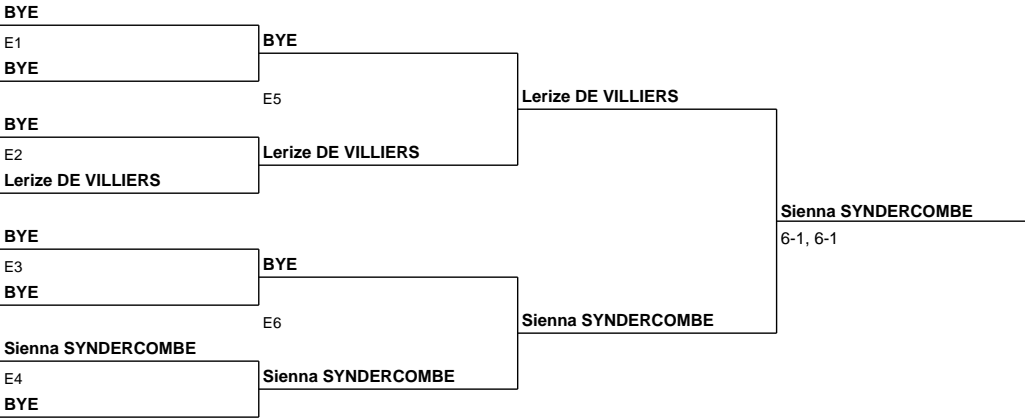 BYE
E1
BYE
BYE
E5
Lerize DE VILLIERS
BYE
E2
Lerize DE VILLIERS
Lerize DE VILLIERS
Sienna SYNDERCOMBE
6-1, 6-1
BYE
E3
BYE
BYE
E6
Sienna SYNDERCOMBE
Sienna SYNDERCOMBE
E4
Sienna SYNDERCOMBE
BYE